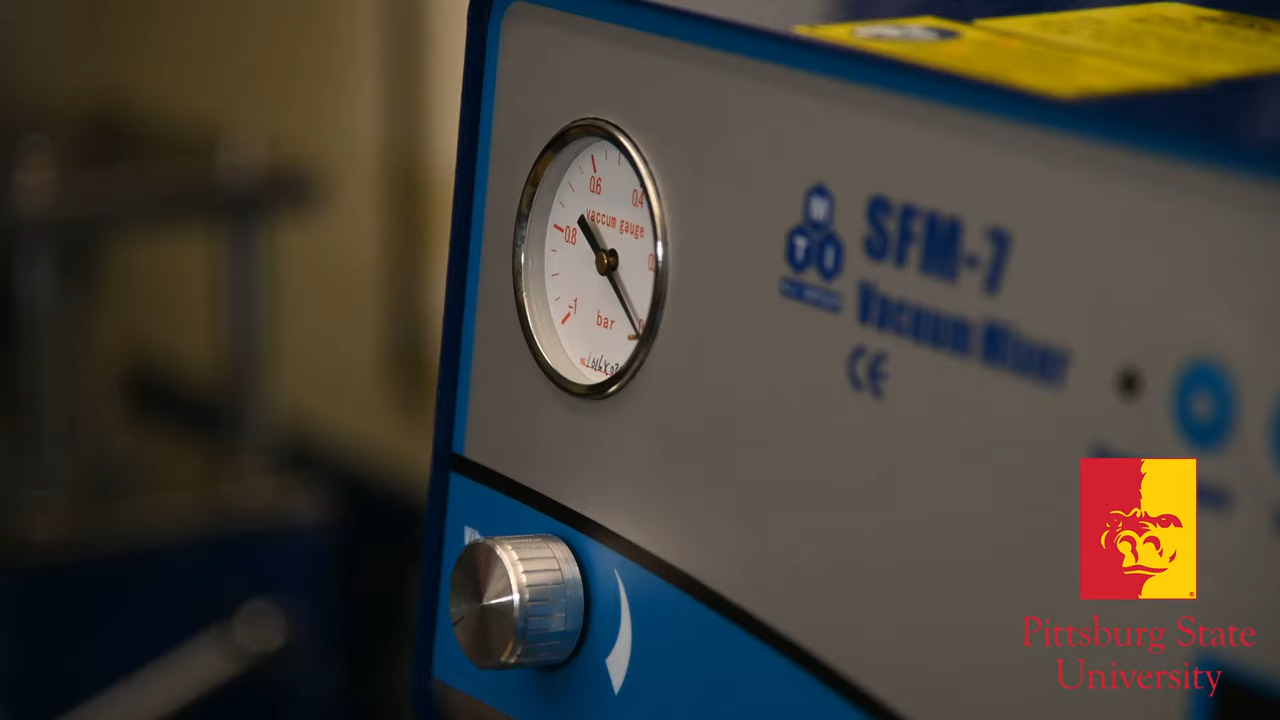 0.6
0.4
vaccum gauge
0.8
0
-1
bar
0
SFM-7
Vacuum Mixer
CE
W
T I
Pittsburg State
University